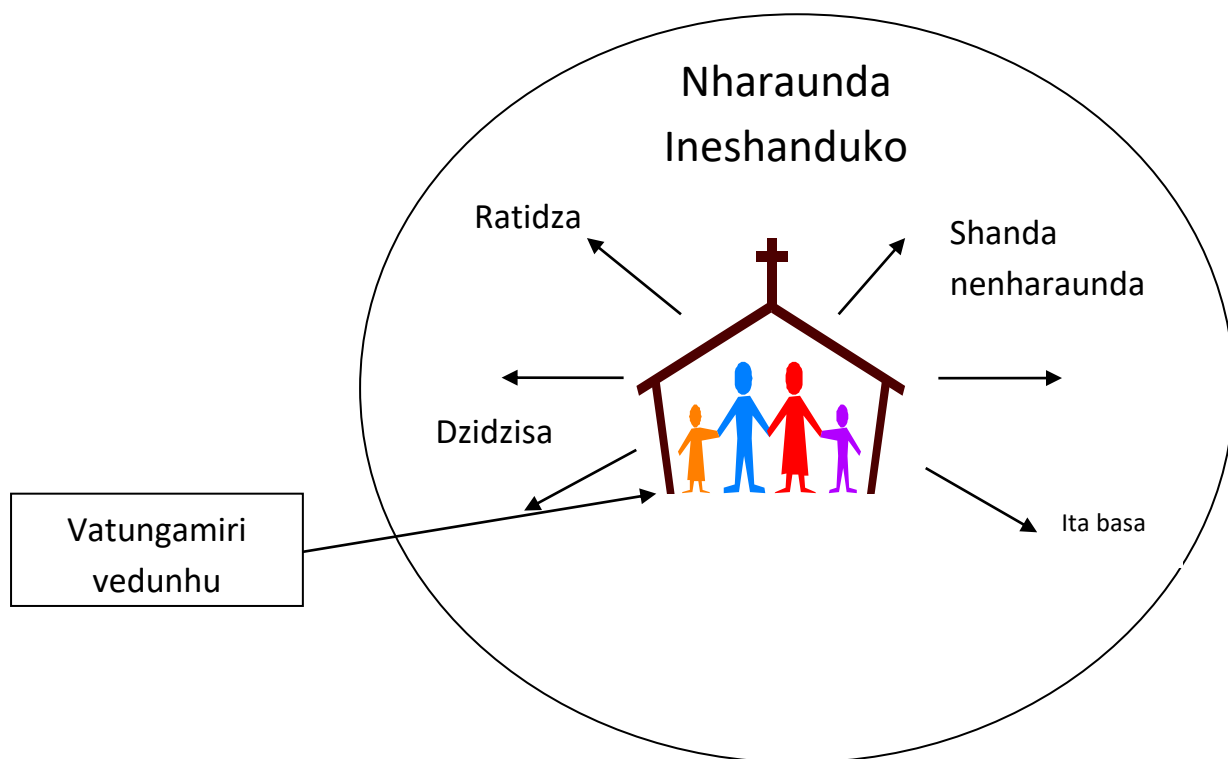 Nharaunda
Ineshanduko
Ratidza
Shanda
nenharaunda
Dzidzisa
Vatungamiri
vedunhu
Ita basa